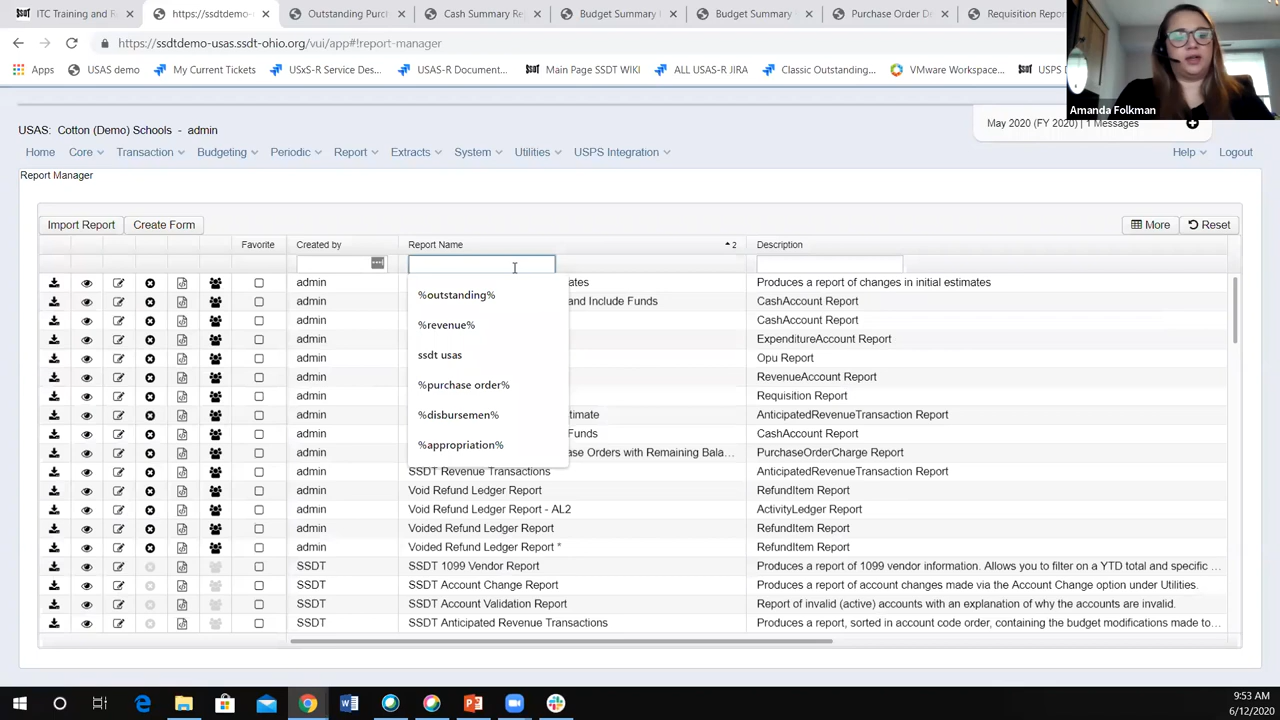 ITC Training and R
https://ssdtdemo-us
Outstanding Purc
Cash Summary Re
Budget Summary
Budget Summary
Purchase Order D
Requisition Repor
https://ssdtdemo-usas.ssdt-ohio.org/vui/app#!report-manager
Apps
USAS demo
My Current Tickets
USxS-R Service Des...
USAS-R Document...
Main Page SSDT WIKI
ALL USAS-R JIRA
Classic Outstanding...
VMware Workspace...
USPS D
Amanda Folkman
USAS: Cotton (Demo) Schools - admin
May 2020 (FY 2020) | 1 Messages
Home Core Transaction Budgeting Periodic Report Extracts System Utilities USPS Integration Help Logout
Report Manager
Import Report Create Form More Reset
Favorite Created by Report Name 2 Description
admin ates Produces a report of changes in initial estimates
%outstanding%
admin and Include Funds CashAccount Report
admin CashAccount Report
%revenue%
admin ExpenditureAccount Report
ssdt usas
admin Opu Report
admin RevenueAccount Report
%purchase order%
admin Requisition Report
admin timate AnticipatedRevenueTransaction Report
%disbursemen%
admin Funds CashAccount Report
%appropriation%
admin ase Orders with Remaining Bala... PurchaseOrderCharge Report
admin SSDT Revenue Transactions AnticipatedRevenueTransaction Report
admin Void Refund Ledger Report RefundItem Report
admin Void Refund Ledger Report - AL2 ActivityLedger Report
admin Voided Refund Ledger Report RefundItem Report
admin Voided Refund Ledger Report * RefundItem Report
SSDT SSDT 1099 Vendor Report Produces a report of 1099 vendor information. Allows you to filter on a YTD total and specific ...
SSDT SSDT Account Change Report Produces a report of account changes made via the Account Change option under Utilities.
SSDT SSDT Account Validation Report Report of invalid (active) accounts with an explanation of why the accounts are invalid.
SSDT SSDT Anticipated Revenue Transactions Produces a report, sorted in account code order, containing the budget modifications made to...
9:53 AM
6/12/2020